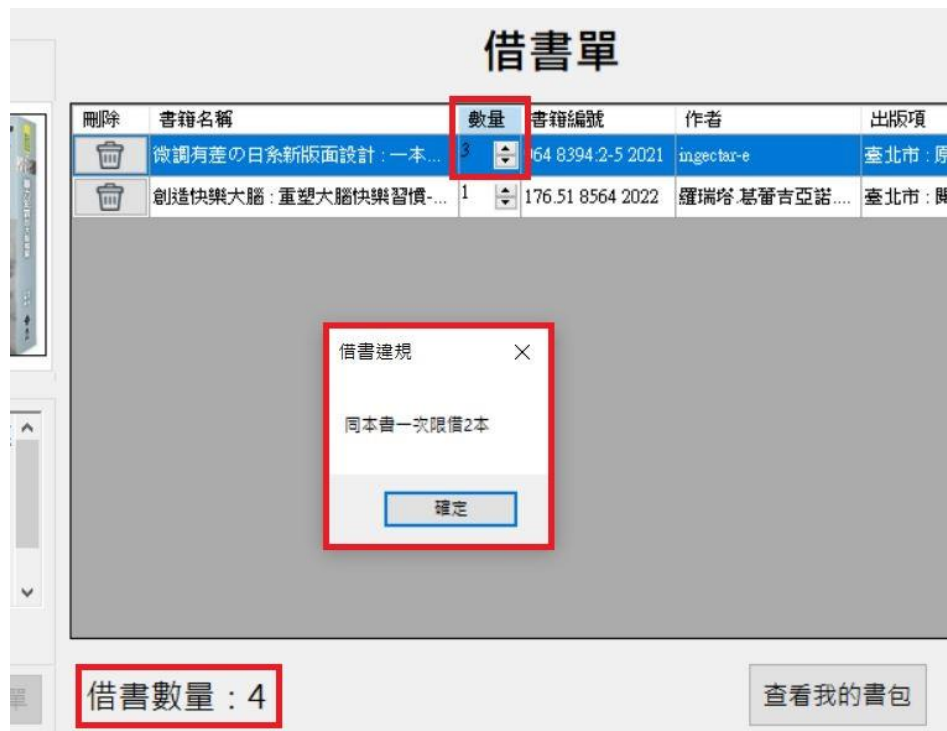 借書單
刪除 書籍名稱 數量 書籍編號 作者 出版項
微調有差の日系新版面設計 : 一本... 3 964 8394:2-5 2021 ingectar-e 臺北市 : 原
創造快樂大腦 : 重塑大腦快樂習慣-... 1 176.51 8564 2022 羅瑞塔.葛蕾吉亞諾.... 臺北市 : 閱
借書違規
同本書一次限借2本
確定
單
借書數量 : 4
查看我的書包